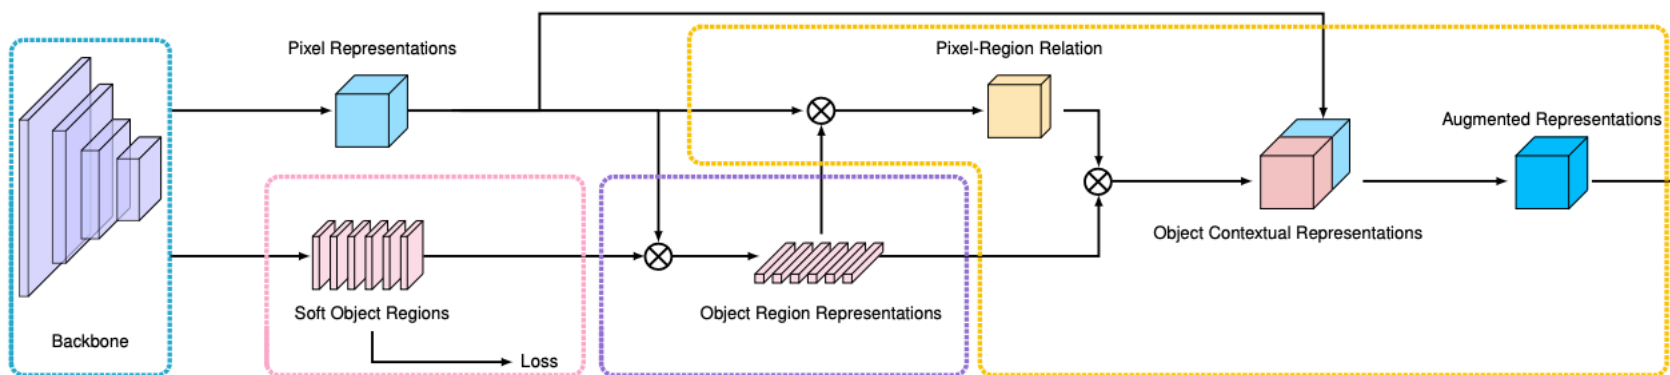 Pixel Representations
Pixel-Region Relation
Augmented Representations
Object Contextual Representations
Soft Object Regions
Object Region Representations
Backbone
Loss